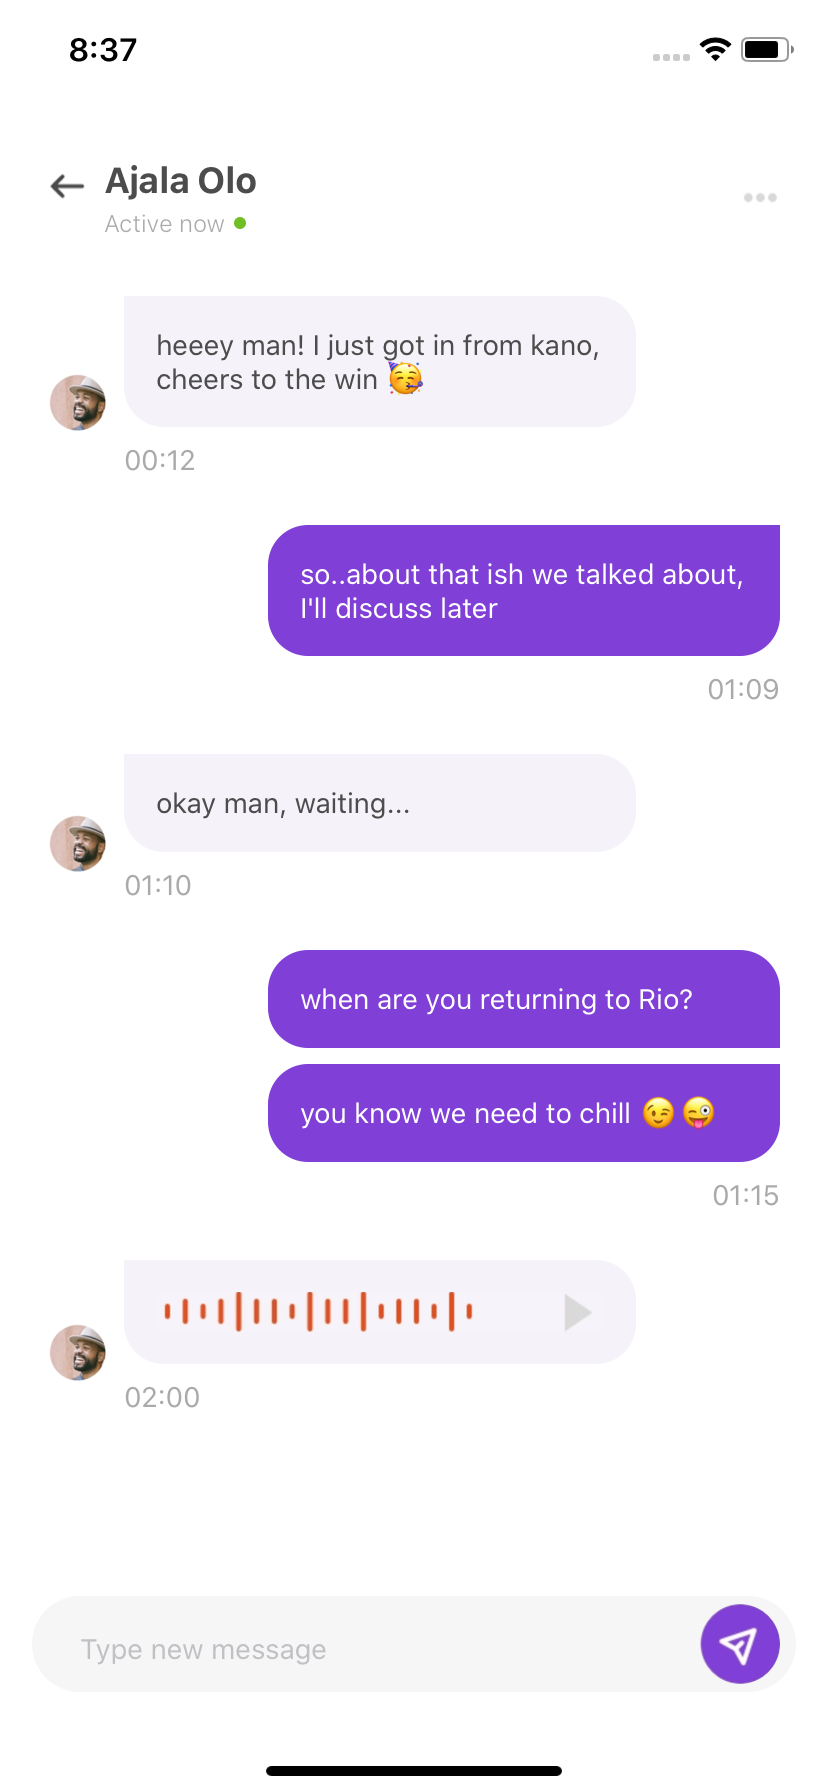 8:37
Ajala Olo
Active now
heeey man! I just got in from kano,
cheers to the win 🥳
00:12
so..about that ish we talked about,
I'll discuss later
01:09
okay man, waiting...
01:10
when are you returning to Rio?
you know we need to chill 😉😜
01:15
02:00
Type new message